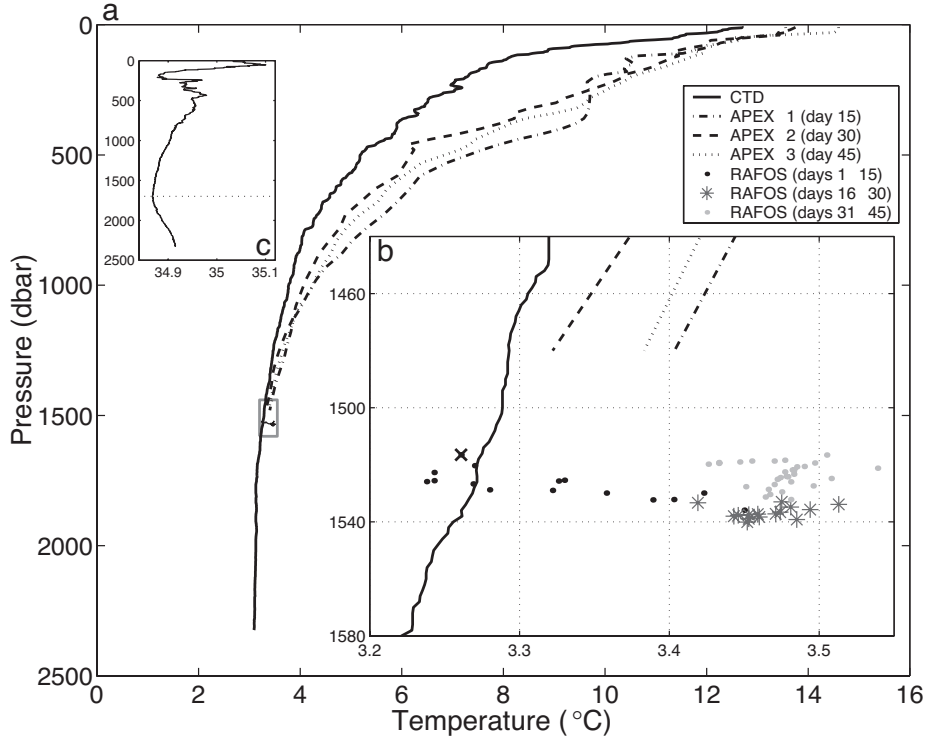 a
0
500
1000
1500
2000
2500
Pressure (dbar)
0 2 4 6 8 10 12 14 16
Temperature (°C)
c
0
500
1000
1500
2000
2500
34.9 35 35.1
CTD
APEX 1 (day 15)
APEX 2 (day 30)
APEX 3 (day 45)
RAFOS (days 1 15)
RAFOS (days 16 30)
RAFOS (days 31 45)
b
1460
1500
1540
1580
3.2 3.3 3.4 3.5